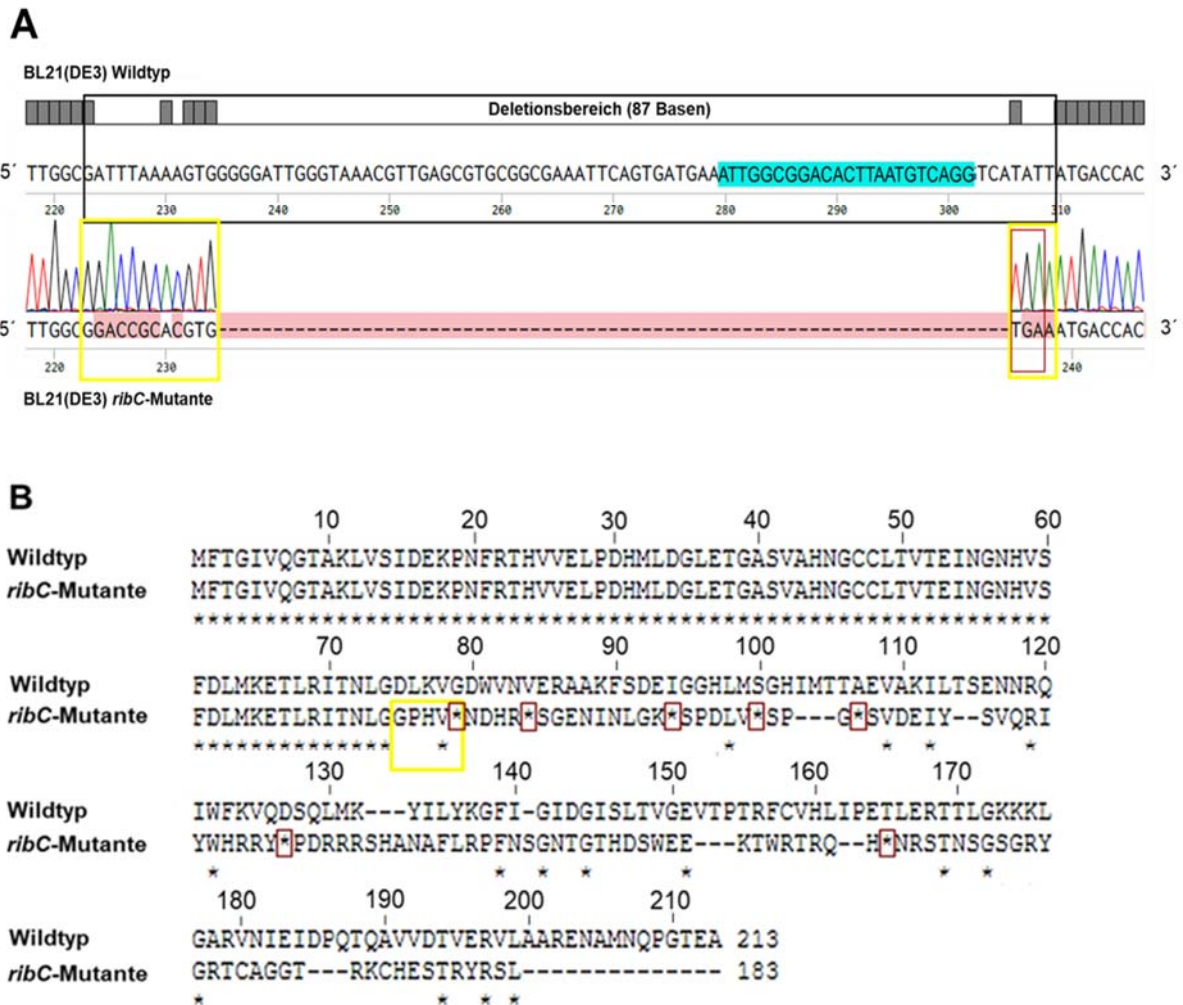 A
BL21(DE3) Wildtyp
Deletionsbereich (87 Basen)
5´ TTGGCGATTTAAAAGTGGGGGATTGGGTAAACGTTGAGCGTGCGGCGAAATTCAGTGATGAAATTGGCGGACACTTAATGTCAGGTCATATTATGACCAC 3´
220 230 240 250 260 270 280 290 300 310
5´ TTGGCGGACCGCACGTG-----------------------------------------------------------------------TGAAATGACCAC 3´
220 230 240
BL21(DE3) ribC-Mutante
B
10 20 30 40 50 60
Wildtyp MFTGIVQGTAKLVSIDEKPNFRTHVVELPDHMLDGLETGASVAHNGCCLTVTEINGNHVS
ribC-Mutante MFTGIVQGTAKLVSIDEKPNFRTHVVELPDHMLDGLETGASVAHNGCCLTVTEINGNHVS
************************************************************
70 80 90 100 110 120
Wildtyp FDLMKETLRITNLGDLKVGDWVNVERAAKFSDEIGGHLMSGHIMTTAEVAKILTSENNRQ
ribC-Mutante FDLMKETLRITNLGGPHV*NDHR*SGENINLGK*SPDLV*SP---G*SVDEIY--SVQRI
************** * * * * *
130 140 150 160 170
Wildtyp IWFKVQDSQLMK---YILYKGFI-GIDGISLTVGEVTPTRFCVHLIPETLERTTLGKKKL
ribC-Mutante YWHRRY*PDRRRSHANAFLRPFNSGNTGTHDSWEE---KTWRTRQ--H*NRSTNSGSGRY
* * * * * * *
180 190 200 210
Wildtyp GARVNIEIDPQTQAVVDTVERVLAARENAMNQPGTEA 213
ribC-Mutante GRTCAGGT---RKCHESTRYRSL-------------- 183
* * * *